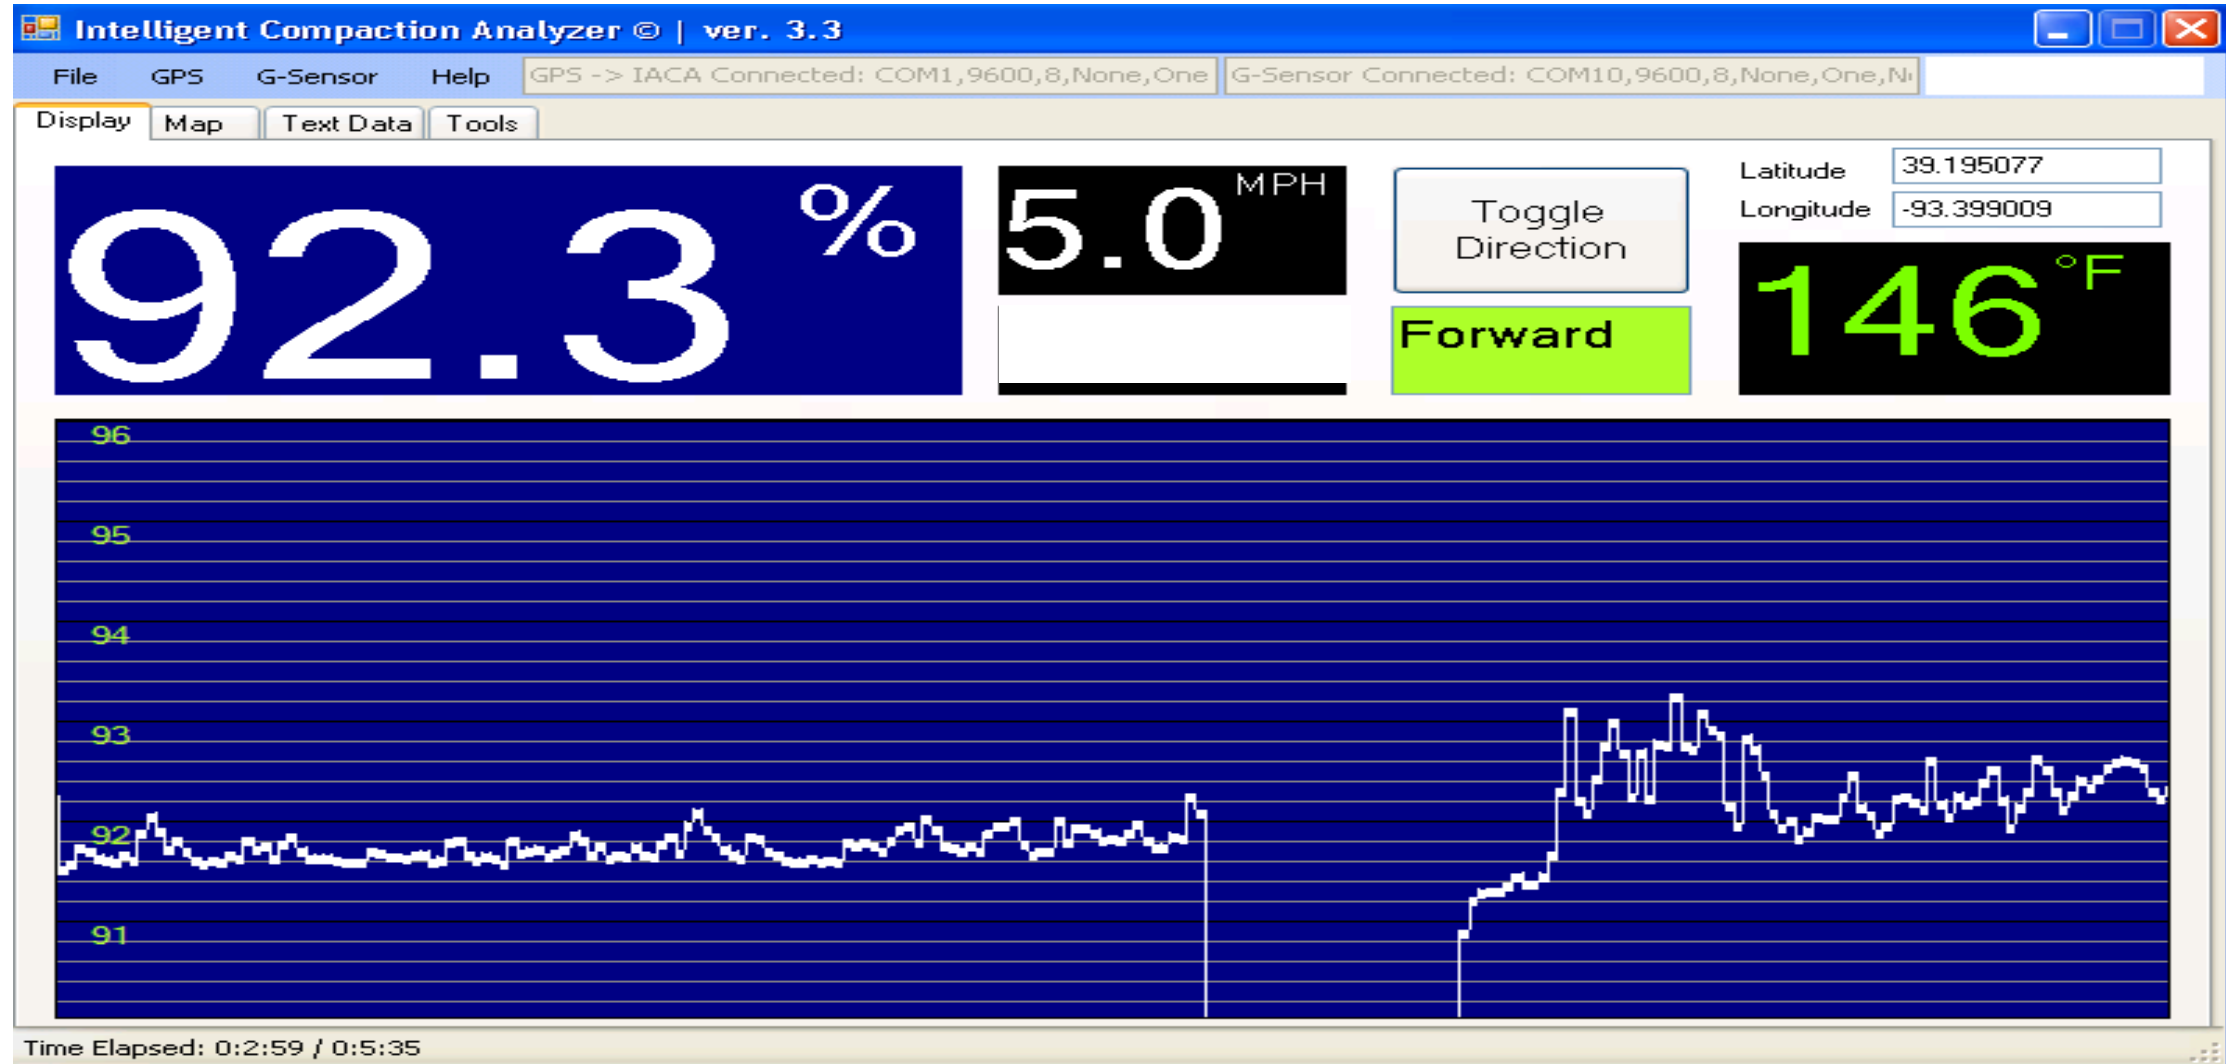 Intelligent Compaction Analyzer © | ver. 3.3
File GPS G-Sensor Help GPS -> IACA Connected: COM1,9600,8,None,One G-Sensor Connected: COM10,9600,8,None,One,N
Display Map Text Data Tools
92.3 %
5.0 MPH
Toggle
Direction
Forward
Latitude 39.195077
Longitude -93.399009
146 °F
96
95
94
93
92
91
Time Elapsed: 0:2:59 / 0:5:35